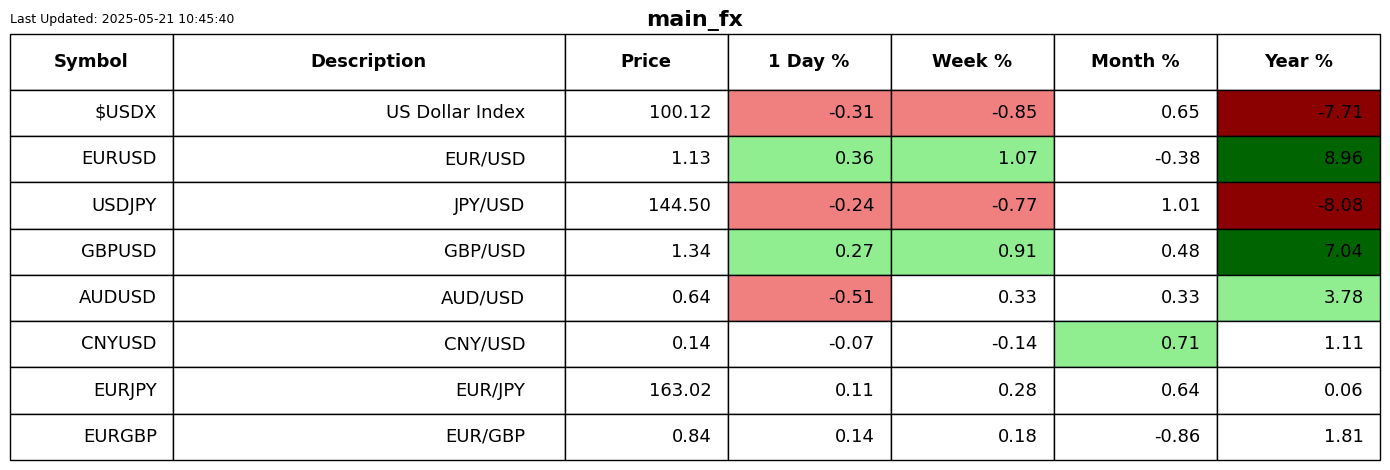 Last Updated: 2025-05-21 10:45:40
main_fx
Symbol Description Price 1 Day % Week % Month % Year %
$USDX US Dollar Index 100.12 -0.31 -0.85 0.65 -7.71
EURUSD EUR/USD 1.13 0.36 1.07 -0.38 8.96
USDJPY JPY/USD 144.50 -0.24 -0.77 1.01 -8.08
GBPUSD GBP/USD 1.34 0.27 0.91 0.48 7.04
AUDUSD AUD/USD 0.64 -0.51 0.33 0.33 3.78
CNYUSD CNY/USD 0.14 -0.07 -0.14 0.71 1.11
EURJPY EUR/JPY 163.02 0.11 0.28 0.64 0.06
EURGBP EUR/GBP 0.84 0.14 0.18 -0.86 1.81